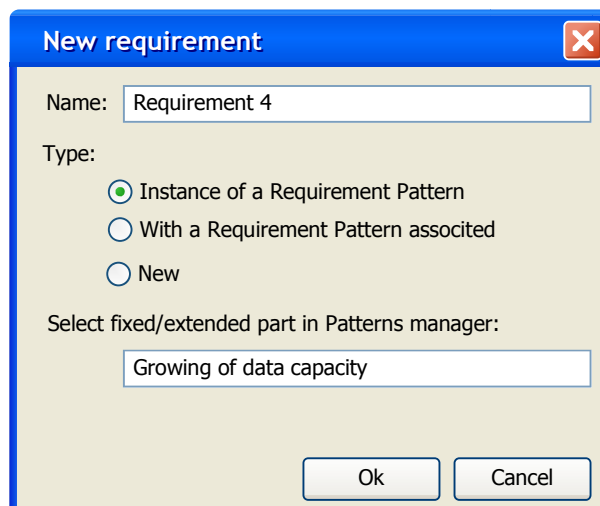 New requirement
Name: Requirement 4
Type:
Instance of a Requirement Pattern
With a Requirement Pattern associted
New
Select fixed/extended part in Patterns manager:
Growing of data capacity
Ok Cancel